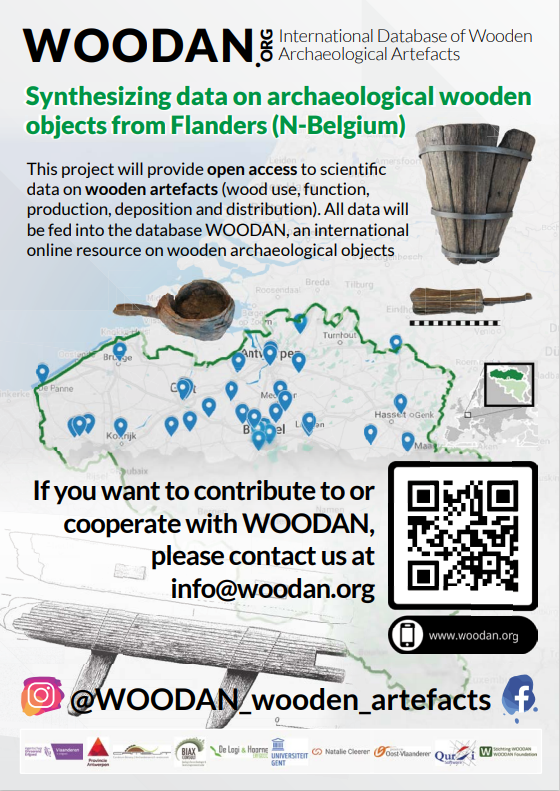 WOODAN.ORG
International Database of Wooden
Archaeological Artefacts
Synthesizing data on archaeological wooden
objects from Flanders (N-Belgium)
This project will provide open access to scientific
data on wooden artefacts (wood use, function,
production, deposition and distribution). All data will
be fed into the database WOODAN, an international
online resource on wooden archaeological objects
Breda
Tilburg
Roosendaal
Turnhout
De Panne
Kortrijk
Hasselt
Genk
If you want to contribute to or
cooperate with WOODAN,
please contact us at
info@woodan.org
www.woodan.org
@WOODAN_wooden_artefacts
Vlaanderen
Provincie
Antwerpen
BIAX
De Logi & Hoorne
UNIVERSITEIT
GENT
Natalie Cleeren
Oost-Vlaanderen
Stichting WOODAN
WOODAN Foundation